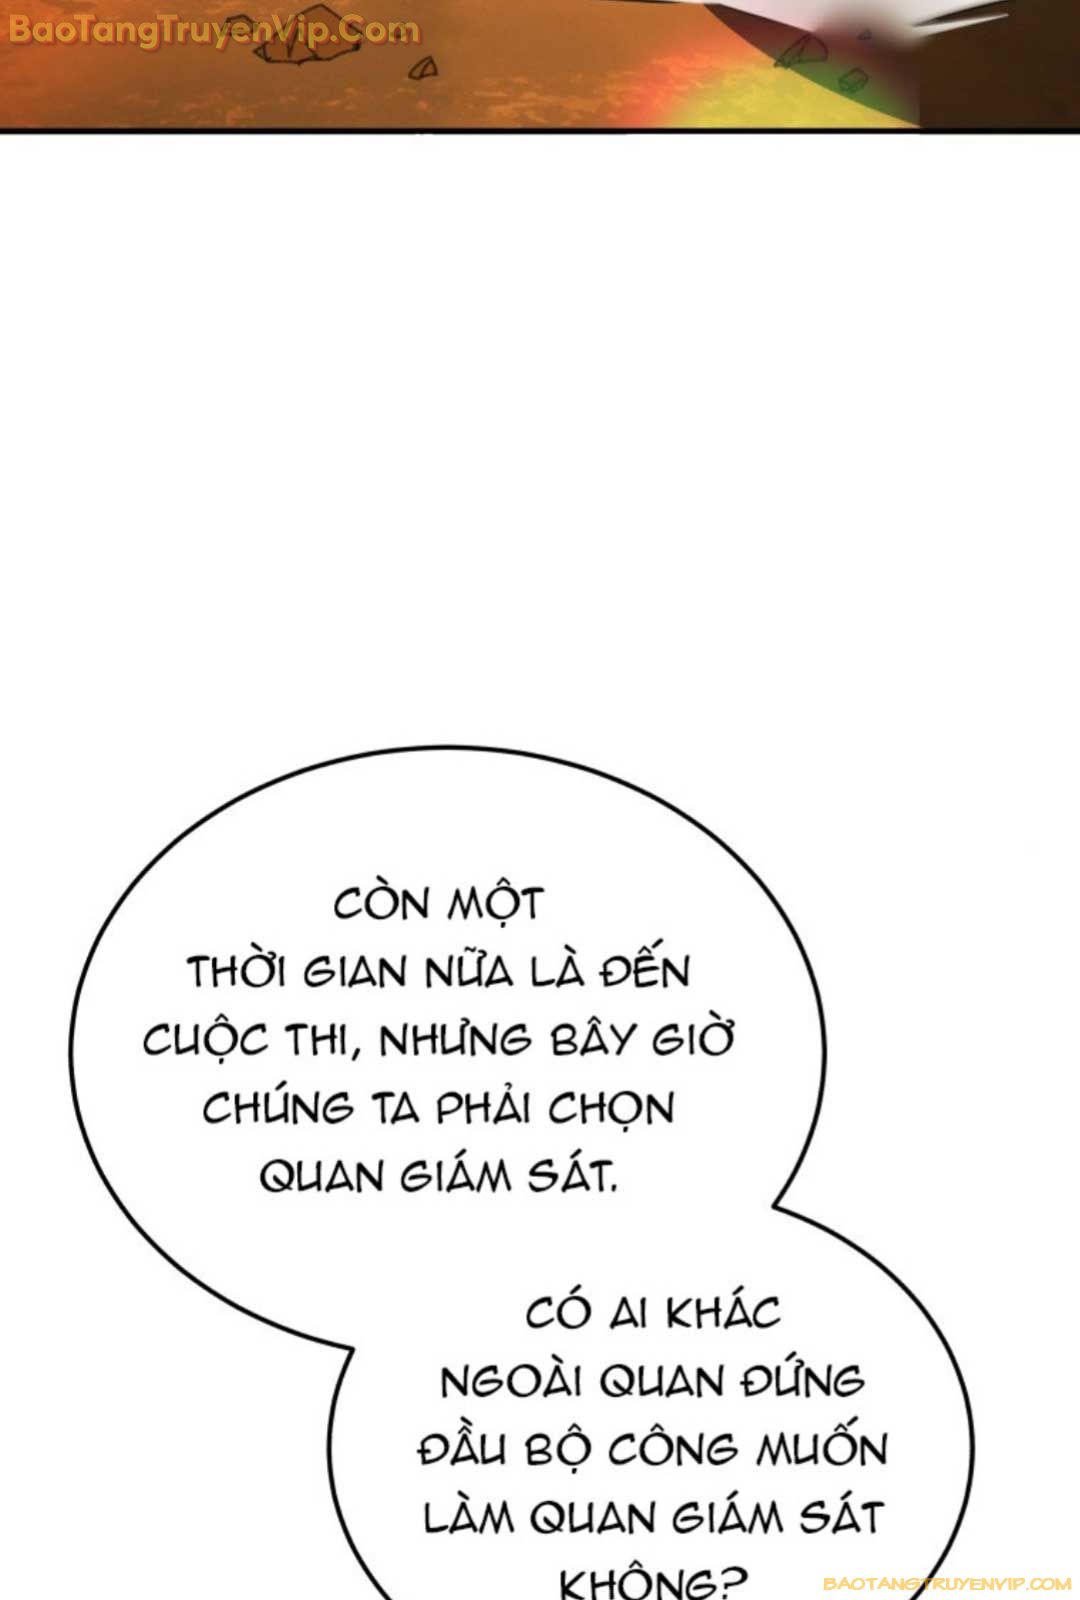 BaoTangTruyenVip.Com
CÒN MỘT
THỜI GIAN NỮA LÀ ĐẾN
CUỘC THI, NHƯNG BÂY GIỜ
CHÚNG TA PHẢI CHỌN
QUAN GIÁM SÁT.
CÓ AI KHÁC
NGOÀI QUAN ĐỨNG
ĐẦU BỘ CÔNG MUỐN
LÀM QUAN GIÁM SÁT
KHÔNG?
BAOTANGTRUYENVIP.COM